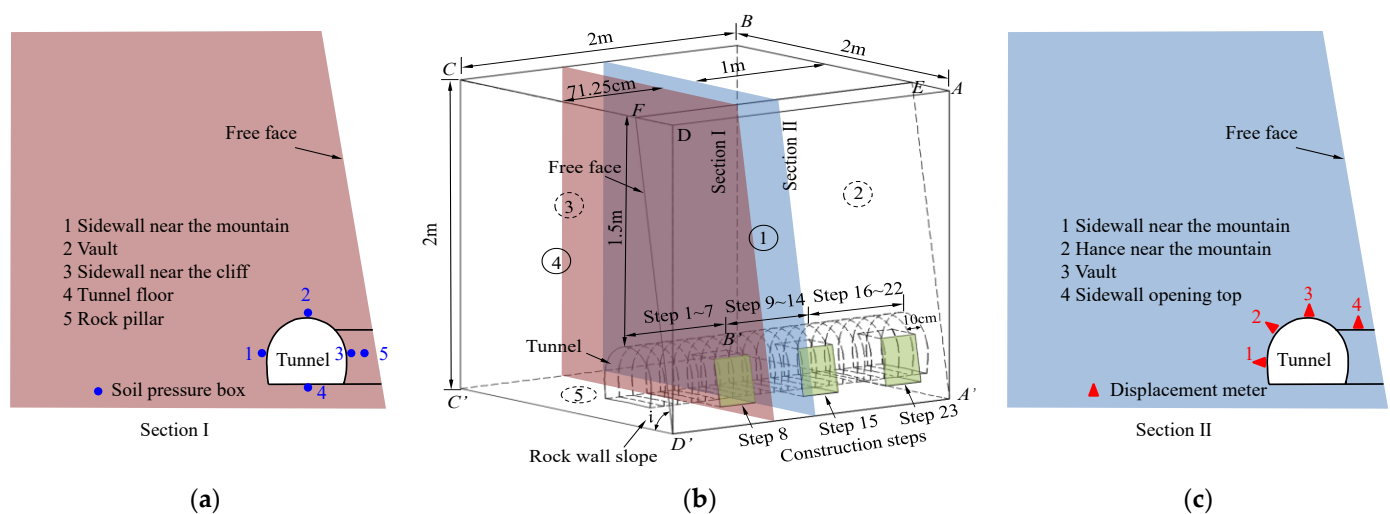 Free face
1 Sidewall near the mountain
2 Vault
3 Sidewall near the cliff
4 Tunnel floor
5 Rock pillar
2
1
Tunnel
3
5
4
Soil pressure box
Section I
(a)
B
2m
2m
C
1m
71.25cm
E
A
F
D
Section I
Section II
Free face
2
3
1.5m
1
4
2m
Step 1~7
Step 9~14
Step 16~22
10cm
B'
Tunnel
5
i
C'
A'
D'
Step 8
Step 15
Step 23
Rock wall slope
Construction steps
(b)
Free face
1 Sidewall near the mountain
2 Hance near the mountain
3 Vault
4 Sidewall opening top
3
2
4
1
Tunnel
Displacement meter
Section II
(c)